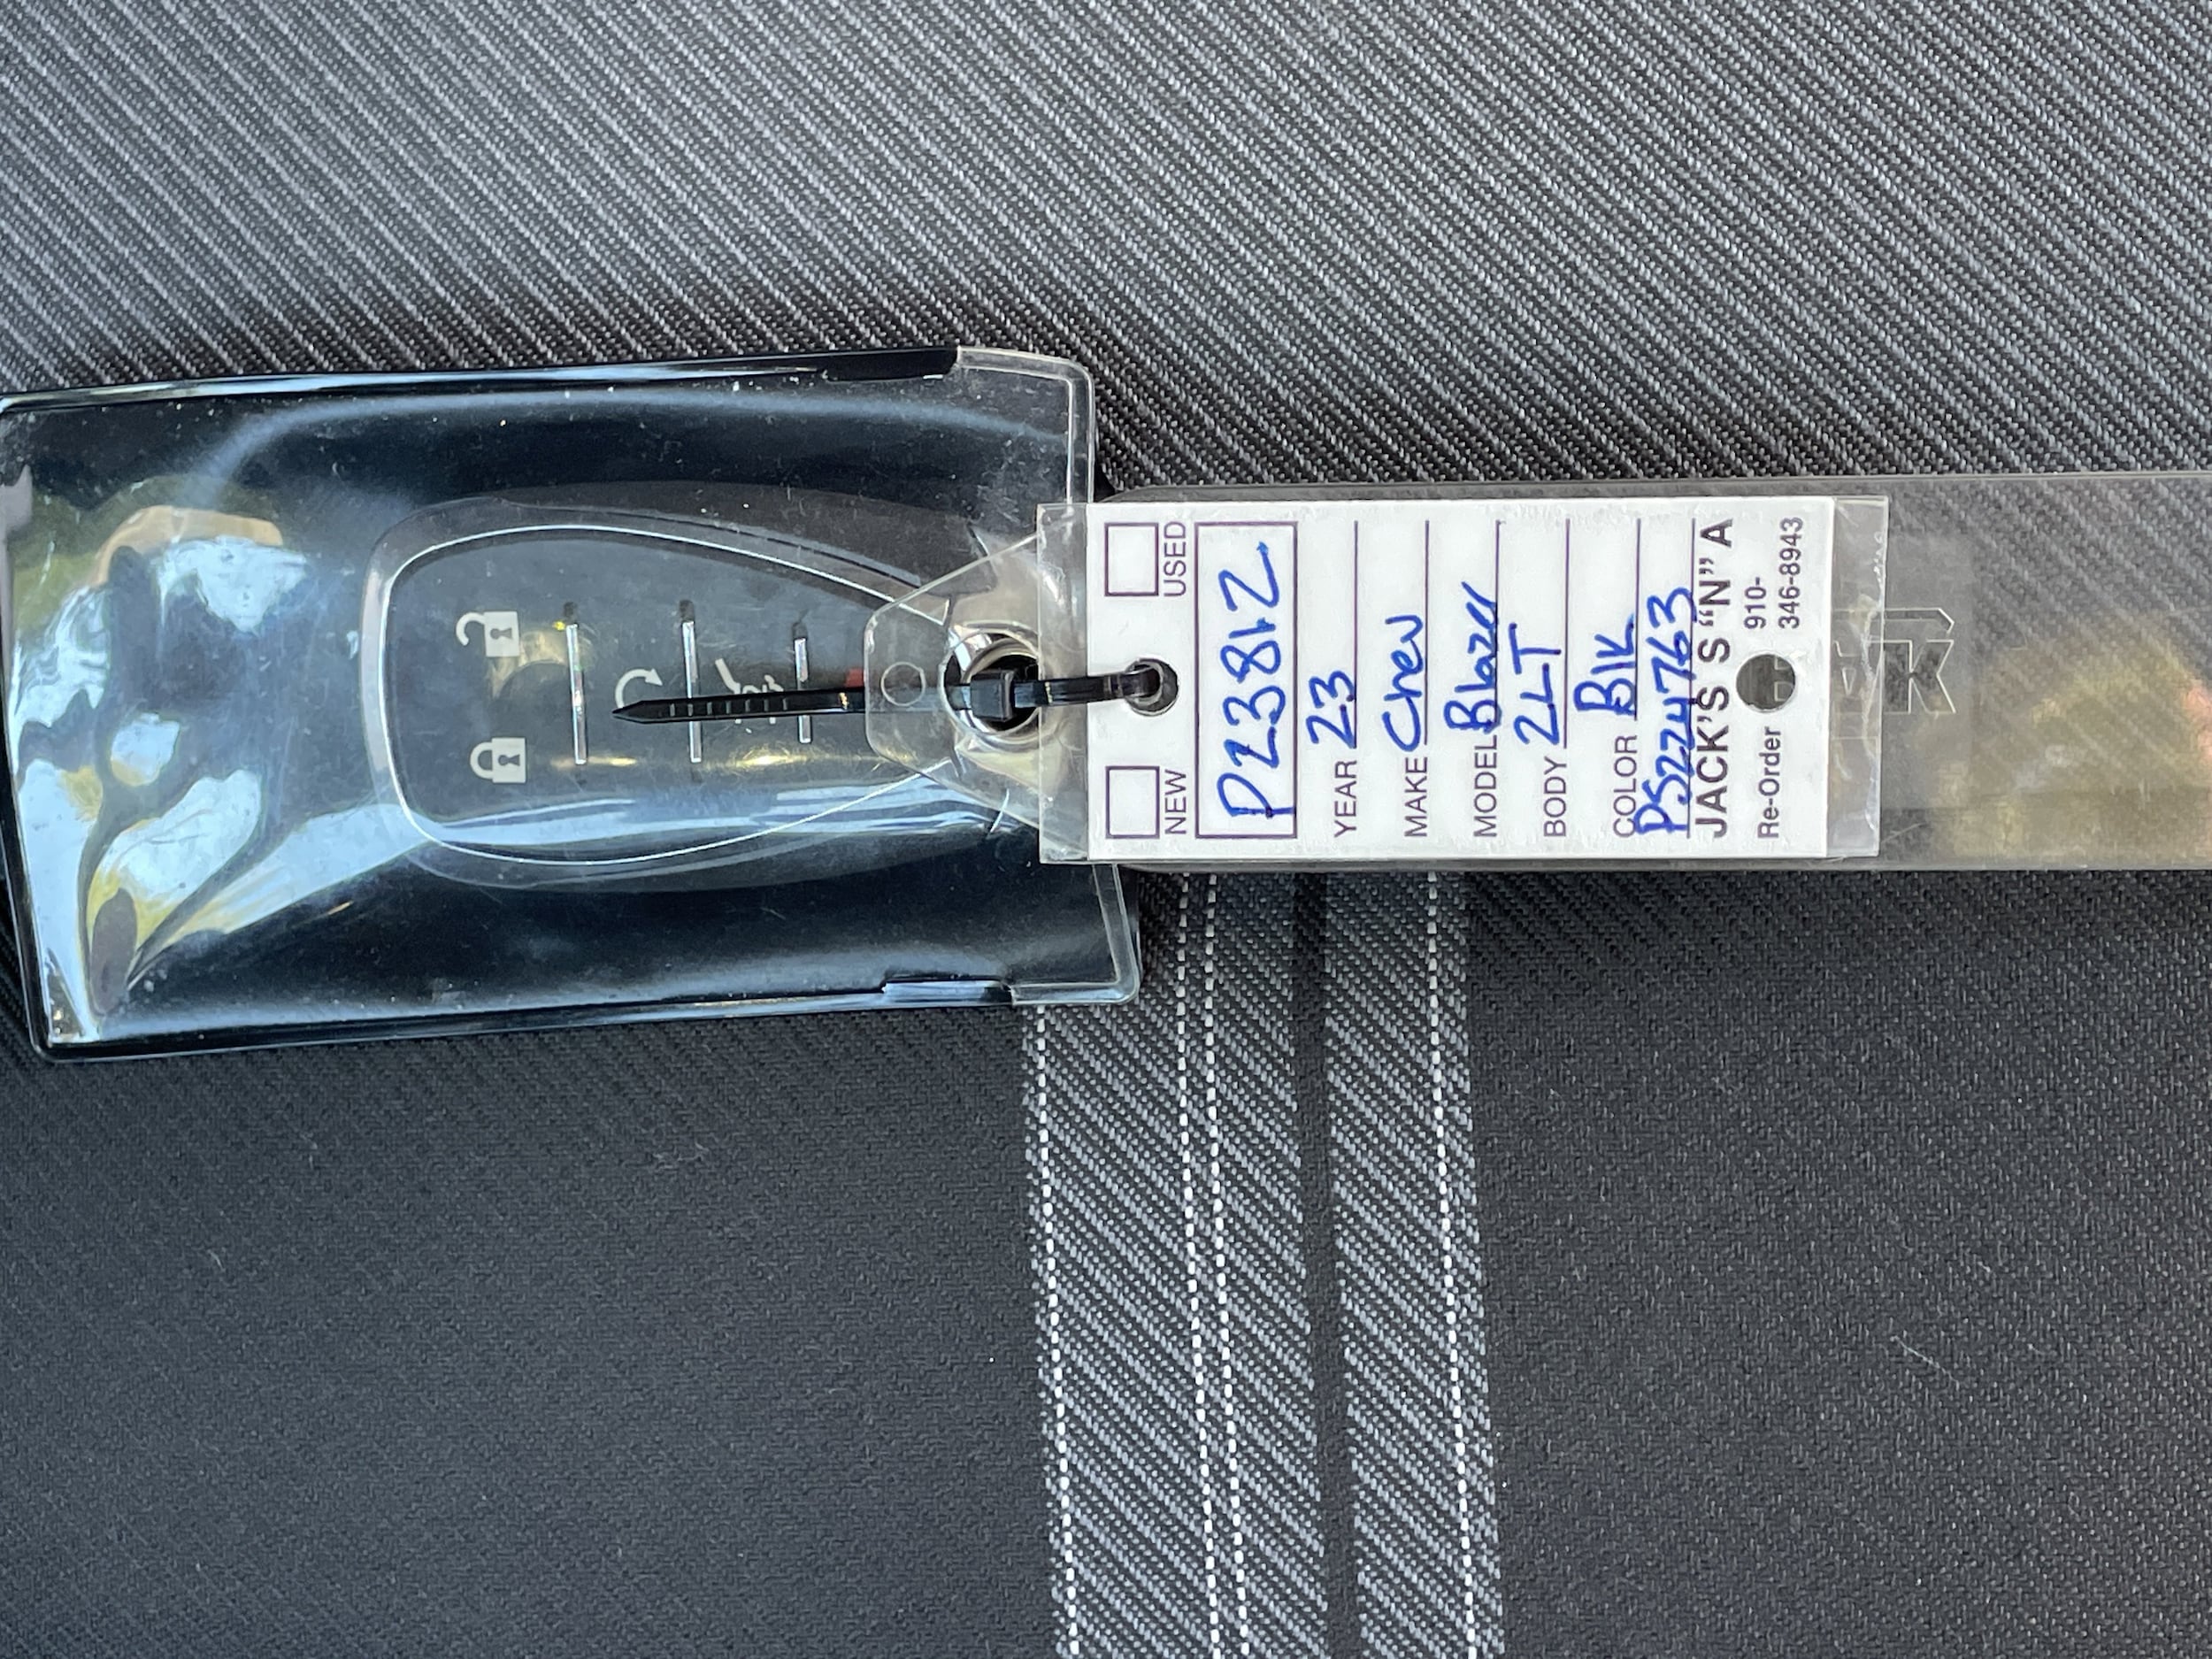 NEW USED
P23812
YEAR 23
MAKE Chev
MODEL Blazer
BODY 2LT
COLOR Blk
PS224763
JACK'S S "N" A
Re-Order 910-
346-8943